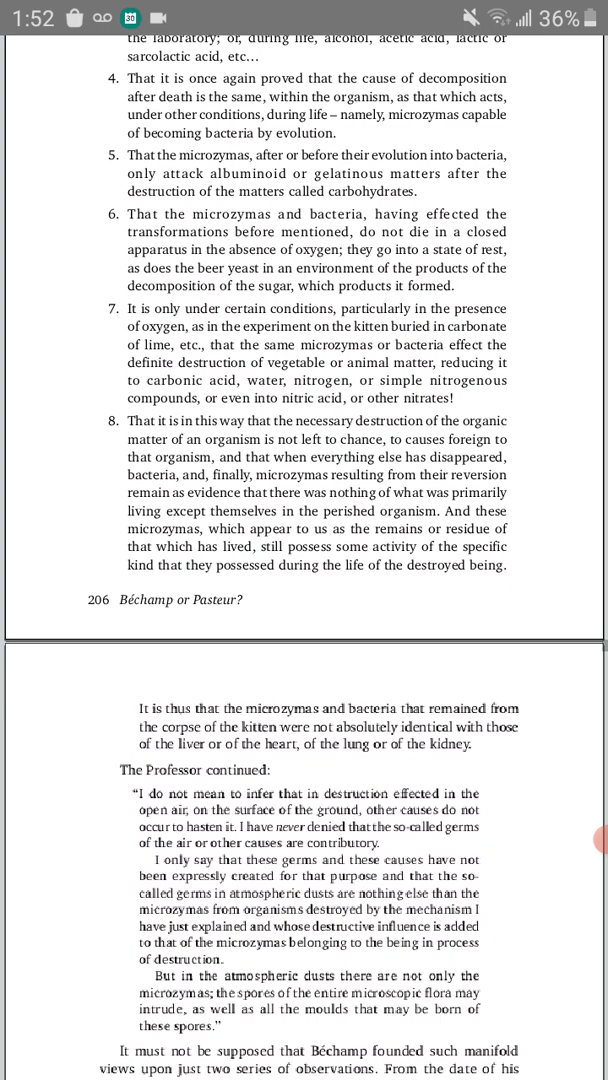 1:52
30
36%
the laboratory; or, during life, alcohol, acetic acid, lactic or
sarcolactic acid, etc…
4. That it is once again proved that the cause of decomposition
after death is the same, within the organism, as that which acts,
under other conditions, during life – namely, microzymas capable
of becoming bacteria by evolution.
5. That the microzymas, after or before their evolution into bacteria,
only attack albuminoid or gelatinous matters after the
destruction of the matters called carbohydrates.
6. That the microzymas and bacteria, having effected the
transformations before mentioned, do not die in a closed
apparatus in the absence of oxygen; they go into a state of rest,
as does the beer yeast in an environment of the products of the
decomposition of the sugar, which products it formed.
7. It is only under certain conditions, particularly in the presence
of oxygen, as in the experiment on the kitten buried in carbonate
of lime, etc., that the same microzymas or bacteria effect the
definite destruction of vegetable or animal matter, reducing it
to carbonic acid, water, nitrogen, or simple nitrogenous
compounds, or even into nitric acid, or other nitrates!
8. That it is in this way that the necessary destruction of the organic
matter of an organism is not left to chance, to causes foreign to
that organism, and that when everything else has disappeared,
bacteria, and, finally, microzymas resulting from their reversion
remain as evidence that there was nothing of what was primarily
living except themselves in the perished organism. And these
microzymas, which appear to us as the remains or residue of
that which has lived, still possess some activity of the specific
kind that they possessed during the life of the destroyed being.
206 Béchamp or Pasteur?
It is thus that the microzymas and bacteria that remained from
the corpse of the kitten were not absolutely identical with those
of the liver or of the heart, of the lung or of the kidney.
The Professor continued:
“I do not mean to infer that in destruction effected in the
open air, on the surface of the ground, other causes do not
occur to hasten it. I have never denied that the so-called germs
of the air or other causes are contributory.
I only say that these germs and these causes have not
been expressly created for that purpose and that the so-
called germs in atmospheric dusts are nothing else than the
microzymas from organisms destroyed by the mechanism I
have just explained and whose destructive influence is added
to that of the microzymas belonging to the being in process
of destruction.
But in the atmospheric dusts there are not only the
microzymas; the spores of the entire microscopic flora may
intrude, as well as all the moulds that may be born of
these spores.”
It must not be supposed that Béchamp founded such manifold
views upon just two series of observations. From the date of his